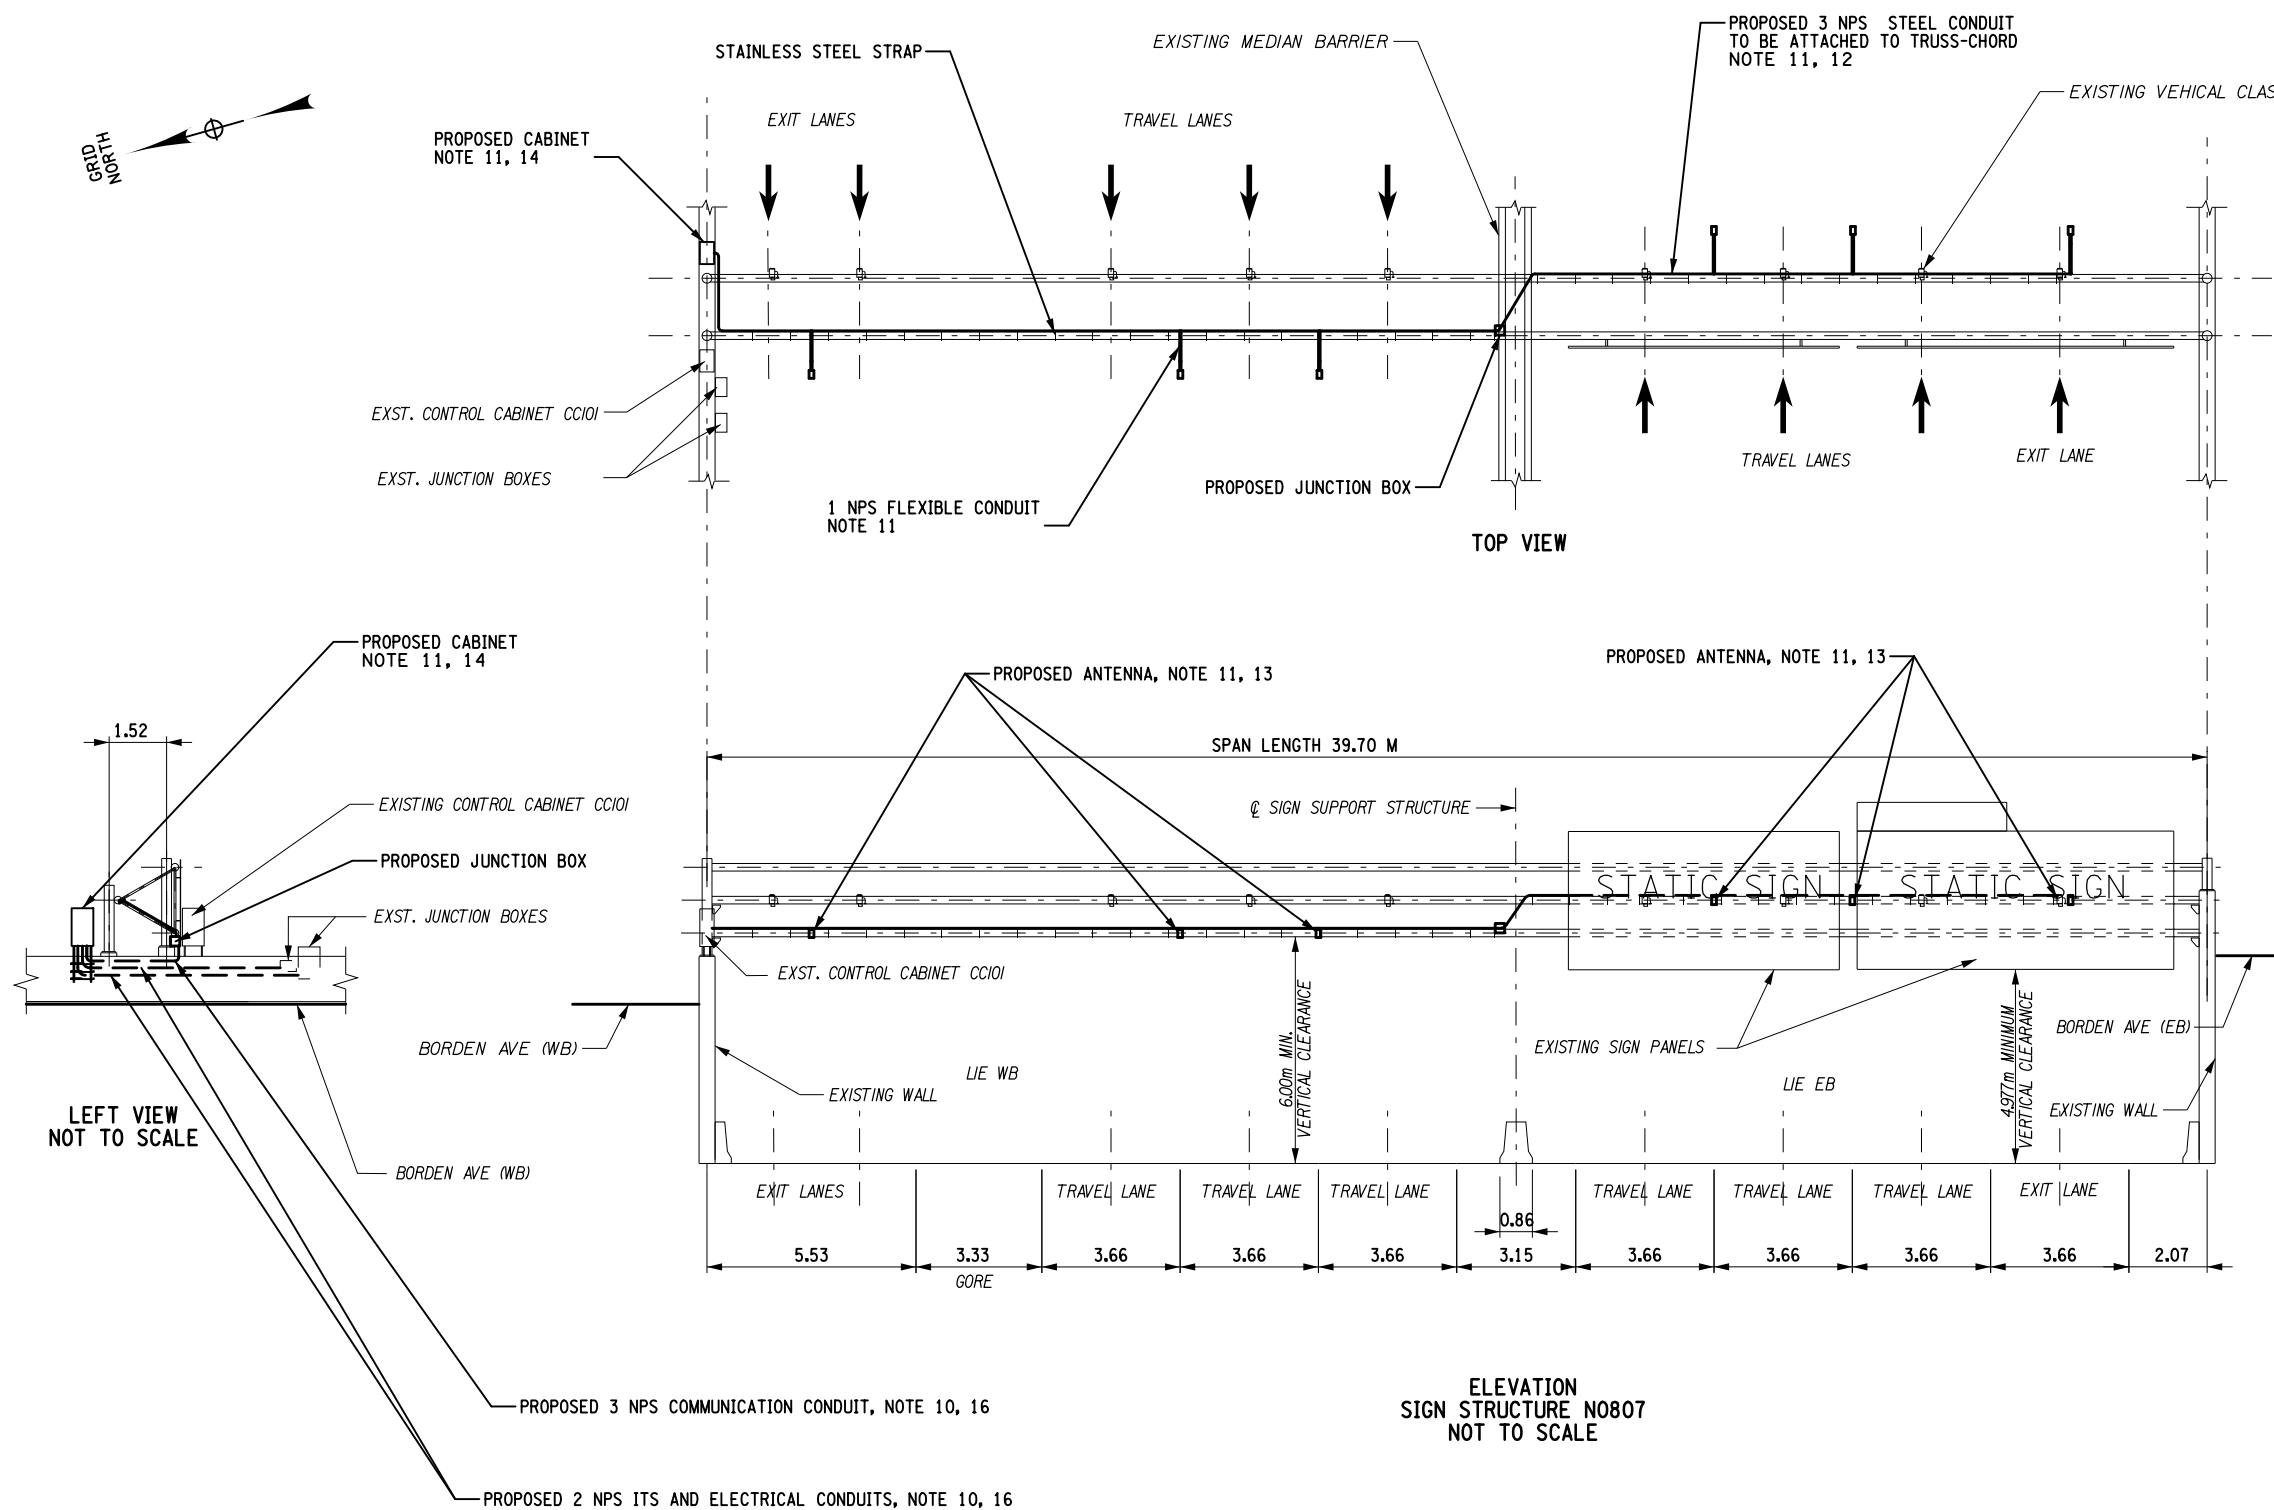 PROPOSED 3 NPS STEEL CONDUIT
TO BE ATTACHED TO TRUSS-CHORD
NOTE 11, 12
EXISTING MEDIAN BARRIER
STAINLESS STEEL STRAP
EXISTING VEHICAL CLAS
EXIT LANES
TRAVEL LANES
PROPOSED CABINET
NOTE 11, 14
GRID
NORTH
EXST. CONTROL CABINET CC101
EXST. JUNCTION BOXES
TRAVEL LANES
EXIT LANE
PROPOSED JUNCTION BOX
1 NPS FLEXIBLE CONDUIT
NOTE 11
TOP VIEW
PROPOSED CABINET
NOTE 11, 14
PROPOSED ANTENNA, NOTE 11, 13
PROPOSED ANTENNA, NOTE 11, 13
1.52
SPAN LENGTH 39.70 M
EXISTING CONTROL CABINET CC101
℄ SIGN SUPPORT STRUCTURE
PROPOSED JUNCTION BOX
STATIC SIGN
STATIC SIGN
EXST. JUNCTION BOXES
EXST. CONTROL CABINET CC101
BORDEN AVE (WB)
EXISTING WALL
LIE WB
6.00m MIN.
VERTICAL CLEARANCE
EXISTING SIGN PANELS
LIE EB
4.977m MINIMUM
VERTICAL CLEARANCE
BORDEN AVE (EB)
EXISTING WALL
LEFT VIEW
NOT TO SCALE
BORDEN AVE (WB)
EXIT LANES
TRAVEL LANE
TRAVEL LANE
TRAVEL LANE
TRAVEL LANE
TRAVEL LANE
TRAVEL LANE
EXIT LANE
0.86
5.53
3.33
3.66
3.66
3.66
3.15
3.66
3.66
3.66
3.66
2.07
GORE
PROPOSED 3 NPS COMMUNICATION CONDUIT, NOTE 10, 16
ELEVATION
SIGN STRUCTURE NO807
NOT TO SCALE
PROPOSED 2 NPS ITS AND ELECTRICAL CONDUITS, NOTE 10, 16